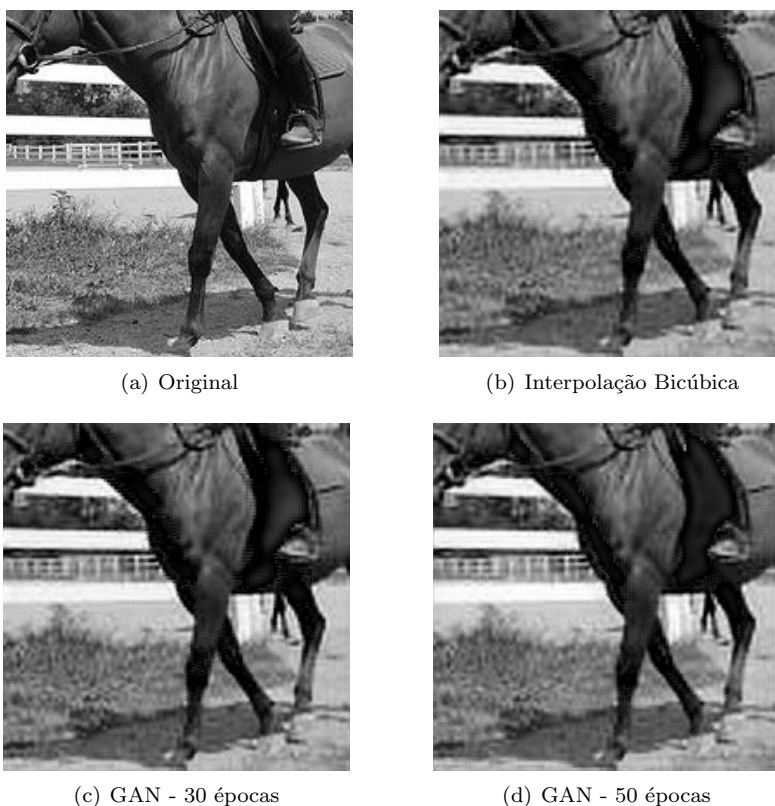 (a) Original
(b) Interpolação Bicúbica
(c) GAN - 30 épocas
(d) GAN - 50 épocas